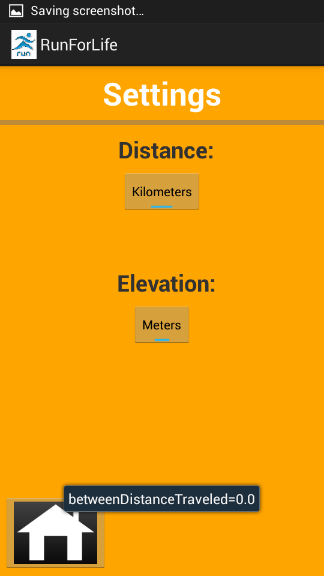 Saving screenshot...
run
RunForLife
Settings
Distance:
Kilometers
Elevation:
Meters
betweenDistanceTraveled=0.0